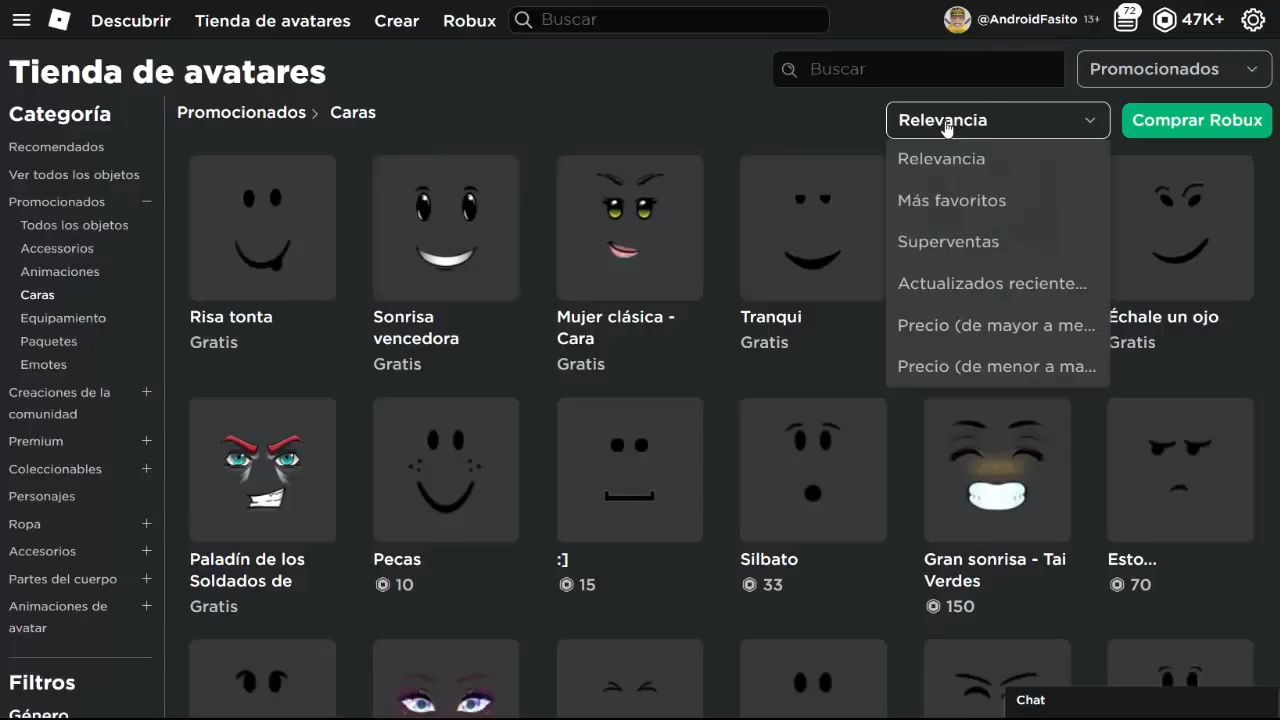 Descubrir
Tienda de avatares
Crear
Robux
Buscar
@AndroidFasito 13+
72
47K+
Tienda de avatares
Buscar
Promocionados
Categoría
Recomendados
Ver todos los objetos
Promocionados
Todos los objetos
Accessorios
Animaciones
Caras
Equipamiento
Paquetes
Emotes
Creaciones de la
comunidad
Premium
Coleccionables
Personajes
Ropa
Accesorios
Partes del cuerpo
Animaciones de
avatar
Filtros
Género
Promocionados > Caras
Relevancia
Comprar Robux
Relevancia
Más favoritos
Superventas
Actualizados reciente...
Precio (de mayor a me...
Precio (de menor a ma...
Risa tonta
Gratis
Sonrisa
vencedora
Gratis
Mujer clásica -
Cara
Gratis
Tranqui
Gratis
Échale un ojo
Gratis
Paladín de los
Soldados de
Gratis
Pecas
10
:]
15
Silbato
33
Gran sonrisa - Tai
Verdes
150
Esto...
70
Chat